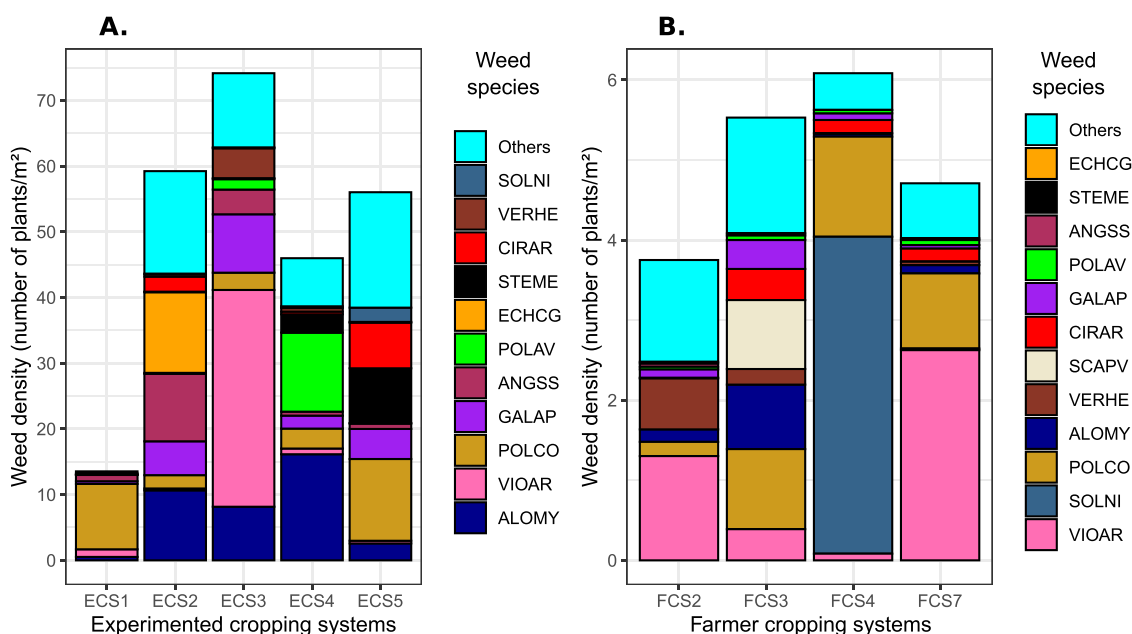 A.
Weed density (number of plants/m²)
70
60
50
40
30
20
10
0
ECS1 ECS2 ECS3 ECS4 ECS5
Experimented cropping systems
Weed
species
Others
SOLNI
VERHE
CIRAR
STEME
ECHCG
POLAV
ANGSS
GALAP
POLCO
VIOAR
ALOMY
B.
Weed density (number of plants/m²)
6
4
2
0
FCS2 FCS3 FCS4 FCS7
Farmer cropping systems
Weed
species
Others
ECHCG
STEME
ANGSS
POLAV
GALAP
CIRAR
SCAPV
VERHE
ALOMY
POLCO
SOLNI
VIOAR